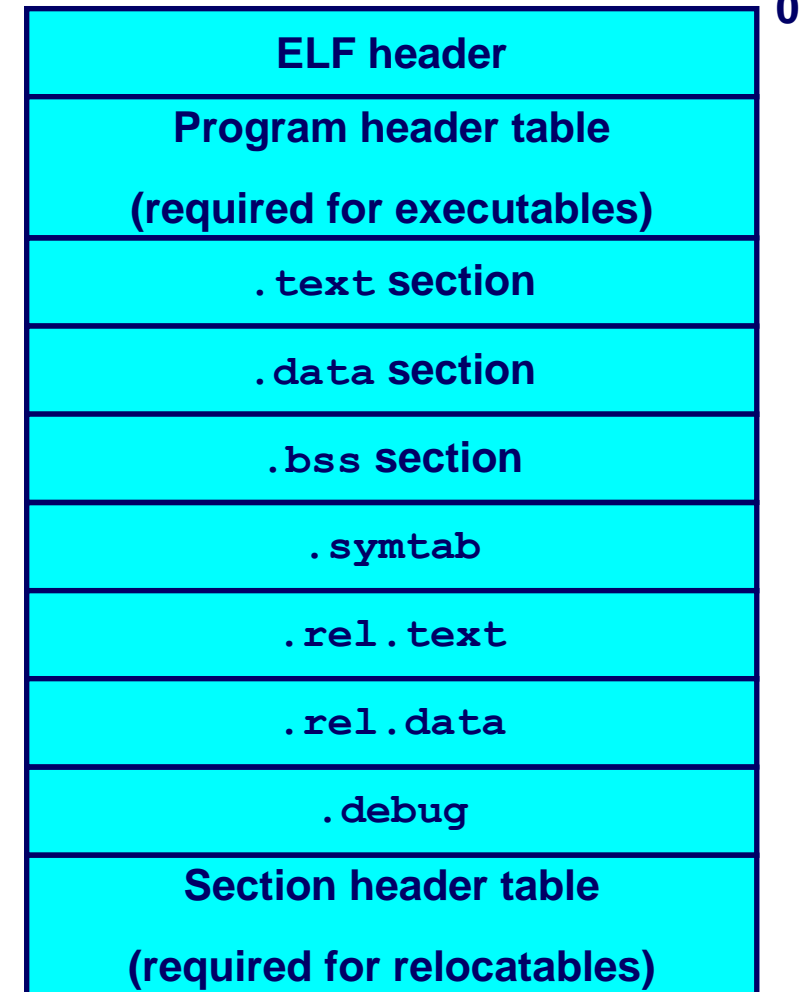 0
ELF header
Program header table
(required for executables)
.text section
.data section
.bss section
.symtab
.rel.text
.rel.data
.debug
Section header table
(required for relocatables)